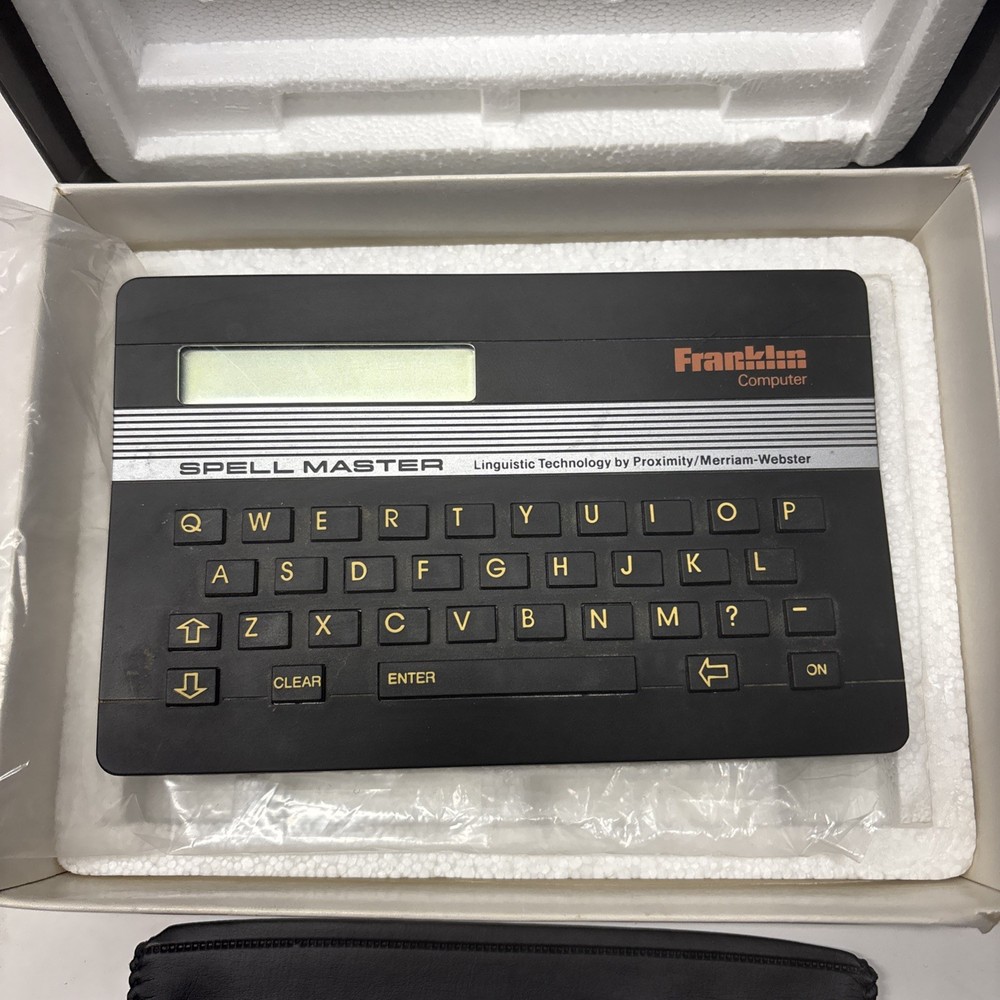 Franklin
Computer
SPELL MASTER Linguistic Technology by Proximity/Merriam-Webster
Q W E R T Y U I O P
A S D F G H J K L
⇧ Z X C V B N M ? -
⇩ CLEAR ENTER ⇦ ON